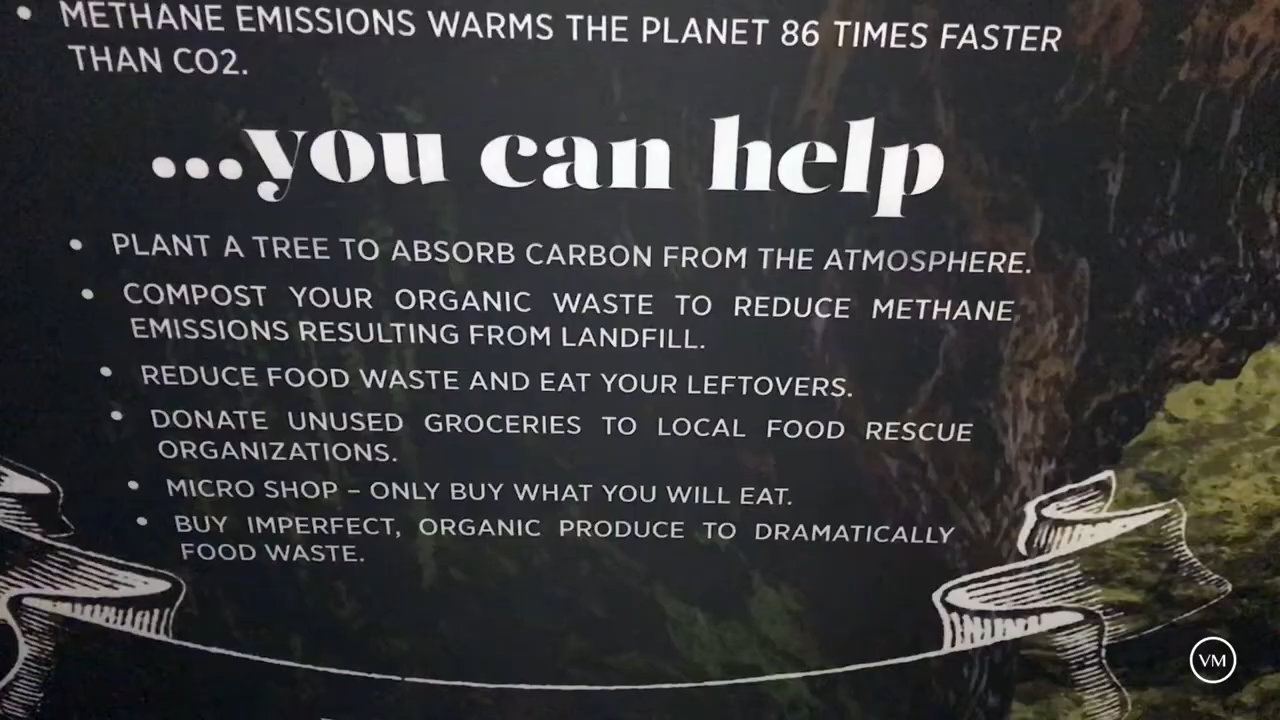 • METHANE EMISSIONS WARMS THE PLANET 86 TIMES FASTER
THAN CO2.
...you can help
• PLANT A TREE TO ABSORB CARBON FROM THE ATMOSPHERE.
• COMPOST YOUR ORGANIC WASTE TO REDUCE METHANE
EMISSIONS RESULTING FROM LANDFILL.
• REDUCE FOOD WASTE AND EAT YOUR LEFTOVERS.
• DONATE UNUSED GROCERIES TO LOCAL FOOD RESCUE
ORGANIZATIONS.
• MICRO SHOP – ONLY BUY WHAT YOU WILL EAT.
• BUY IMPERFECT, ORGANIC PRODUCE TO DRAMATICALLY
FOOD WASTE.
VM